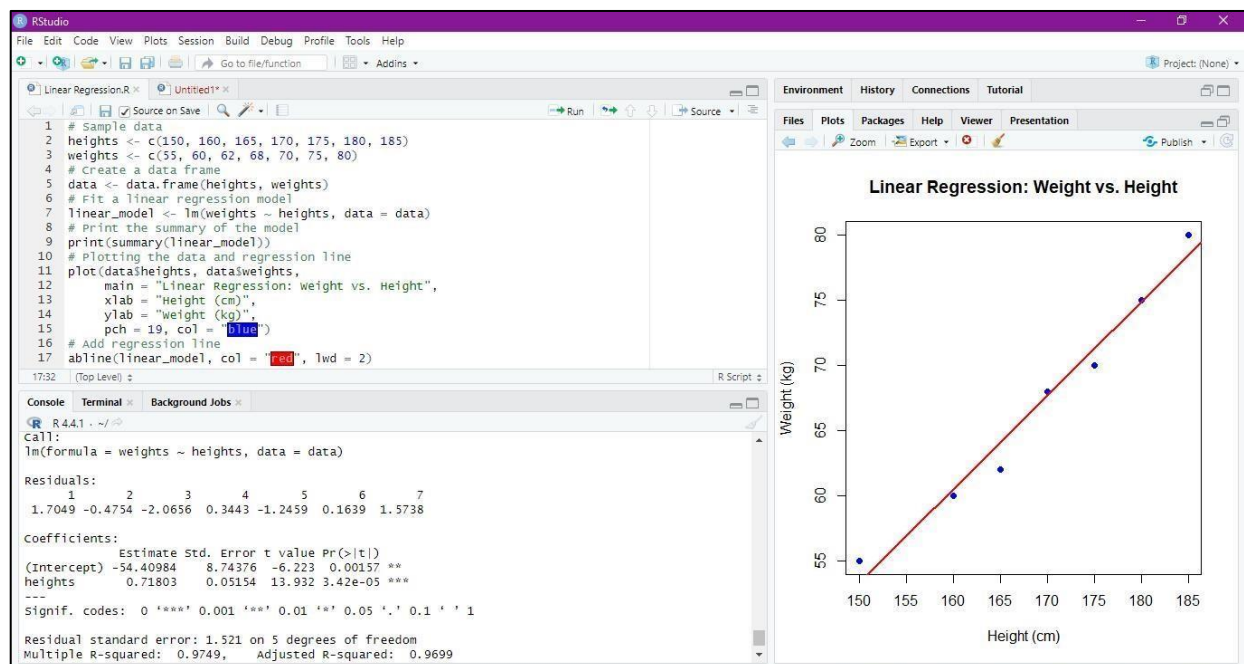 RStudio
File Edit Code View Plots Session Build Debug Profile Tools Help
Go to file/function Addins Project: (None)
Linear Regression.R Untitled1*
Source on Save Run Source
1 # Sample data
2 heights <- c(150, 160, 165, 170, 175, 180, 185)
3 weights <- c(55, 60, 62, 68, 70, 75, 80)
4 # Create a data frame
5 data <- data.frame(heights, weights)
6 # Fit a linear regression model
7 linear_model <- lm(weights ~ heights, data = data)
8 # Print the summary of the model
9 print(summary(linear_model))
10 # Plotting the data and regression line
11 plot(data$heights, data$weights,
12 main = "Linear Regression: Weight vs. Height",
13 xlab = "Height (cm)",
14 ylab = "Weight (kg)",
15 pch = 19, col = "blue")
16 # Add regression line
17 abline(linear_model, col = "red", lwd = 2)
17:32 (Top Level) R Script
Console Terminal Background Jobs
R R 4.4.1 · ~/
Call:
lm(formula = weights ~ heights, data = data)
Residuals:
1 2 3 4 5 6 7
1.7049 -0.4754 -2.0656 0.3443 -1.2459 0.1639 1.5738
Coefficients:
Estimate Std. Error t value Pr(>|t|)
(Intercept) -54.40984 8.74376 -6.223 0.00157 **
heights 0.71803 0.05154 13.932 3.42e-05 ***
---
Signif. codes: 0 ‘***’ 0.001 ‘**’ 0.01 ‘*’ 0.05 ‘.’ 0.1 ‘ ’ 1
Residual standard error: 1.521 on 5 degrees of freedom
Multiple R-squared: 0.9749, Adjusted R-squared: 0.9699
Environment History Connections Tutorial
Files Plots Packages Help Viewer Presentation
Zoom Export Publish
Linear Regression: Weight vs. Height
Weight (kg)
80
75
70
65
60
55
150 155 160 165 170 175 180 185
Height (cm)